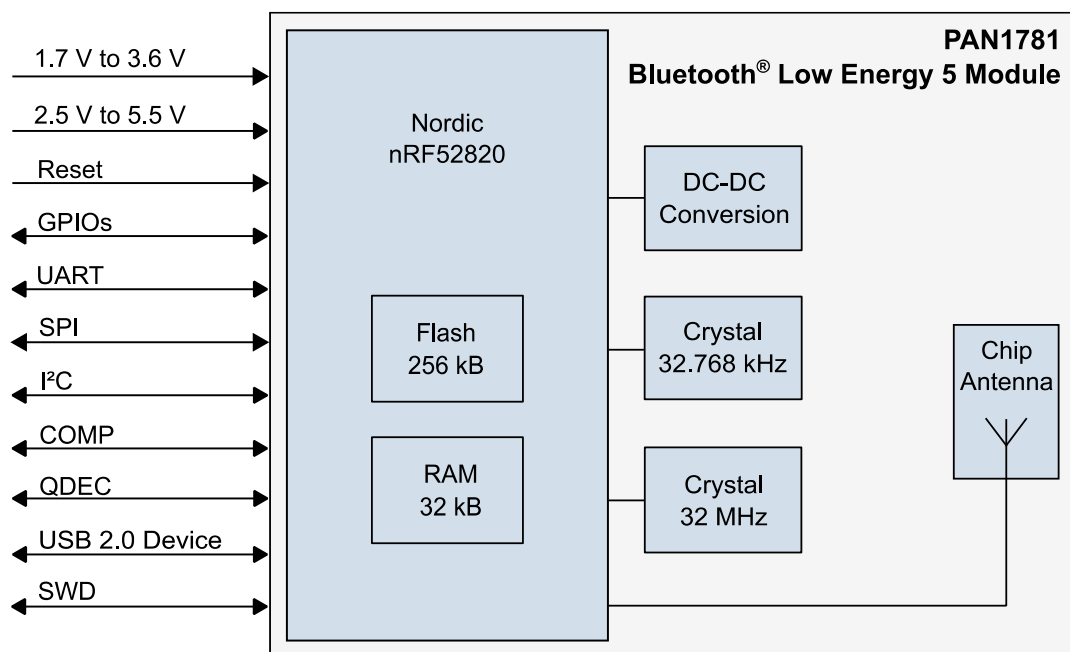 PAN1781
Bluetooth® Low Energy 5 Module
1.7 V to 3.6 V
2.5 V to 5.5 V
Reset
GPIOs
UART
SPI
I²C
COMP
QDEC
USB 2.0 Device
SWD
Nordic
nRF52820
Flash
256 kB
RAM
32 kB
DC-DC
Conversion
Crystal
32.768 kHz
Crystal
32 MHz
Chip
Antenna